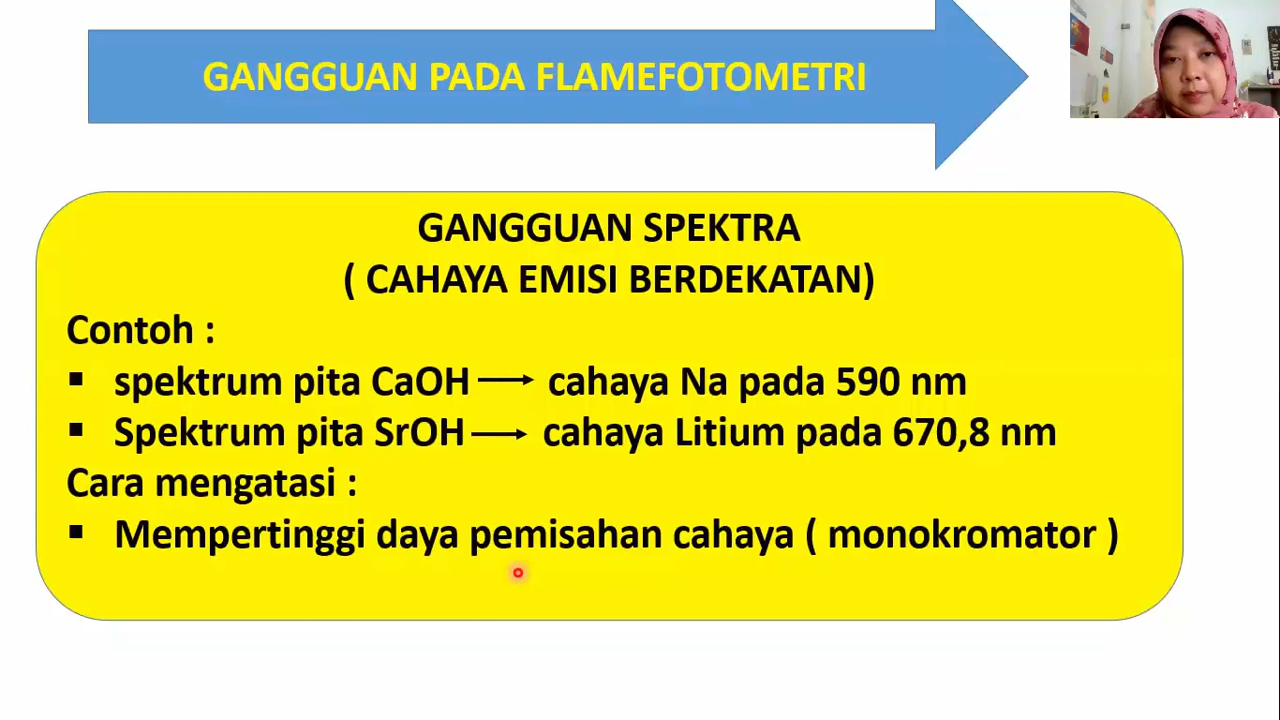 GANGGUAN PADA FLAMEFOTOMETRI
GANGGUAN SPEKTRA
( CAHAYA EMISI BERDEKATAN)
Contoh :
▪ spektrum pita CaOH → cahaya Na pada 590 nm
▪ Spektrum pita SrOH → cahaya Litium pada 670,8 nm
Cara mengatasi :
▪ Mempertinggi daya pemisahan cahaya ( monokromator )